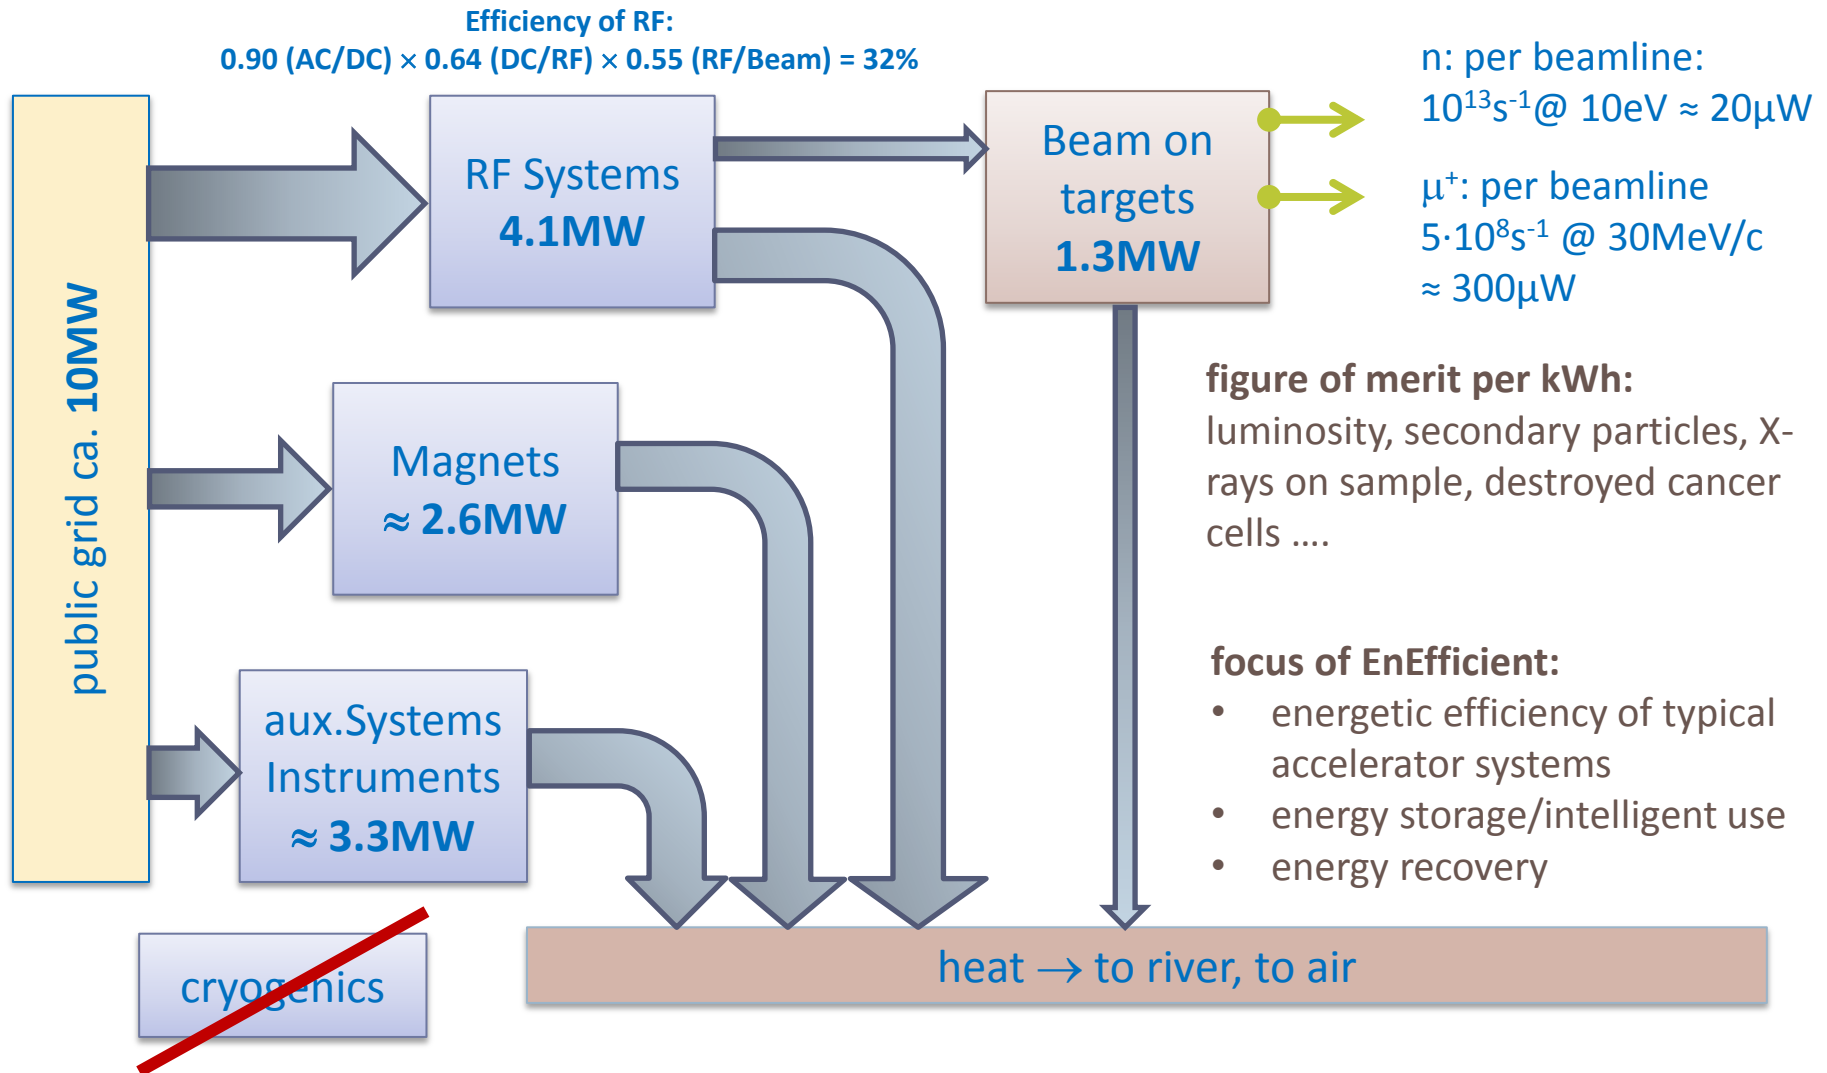 Efficiency of RF:
0.90 (AC/DC) × 0.64 (DC/RF) × 0.55 (RF/Beam) = 32%
public grid ca. 10MW
RF Systems
4.1MW
Beam on
targets
1.3MW
n: per beamline:
10¹³s⁻¹@ 10eV ≈ 20µW
μ⁺: per beamline
5·10⁸s⁻¹ @ 30MeV/c
≈ 300µW
Magnets
≈ 2.6MW
figure of merit per kWh:
luminosity, secondary particles, X-
rays on sample, destroyed cancer
cells ....
aux.Systems
Instruments
≈ 3.3MW
focus of EnEfficient:
• energetic efficiency of typical
accelerator systems
• energy storage/intelligent use
• energy recovery
cryogenics
heat → to river, to air